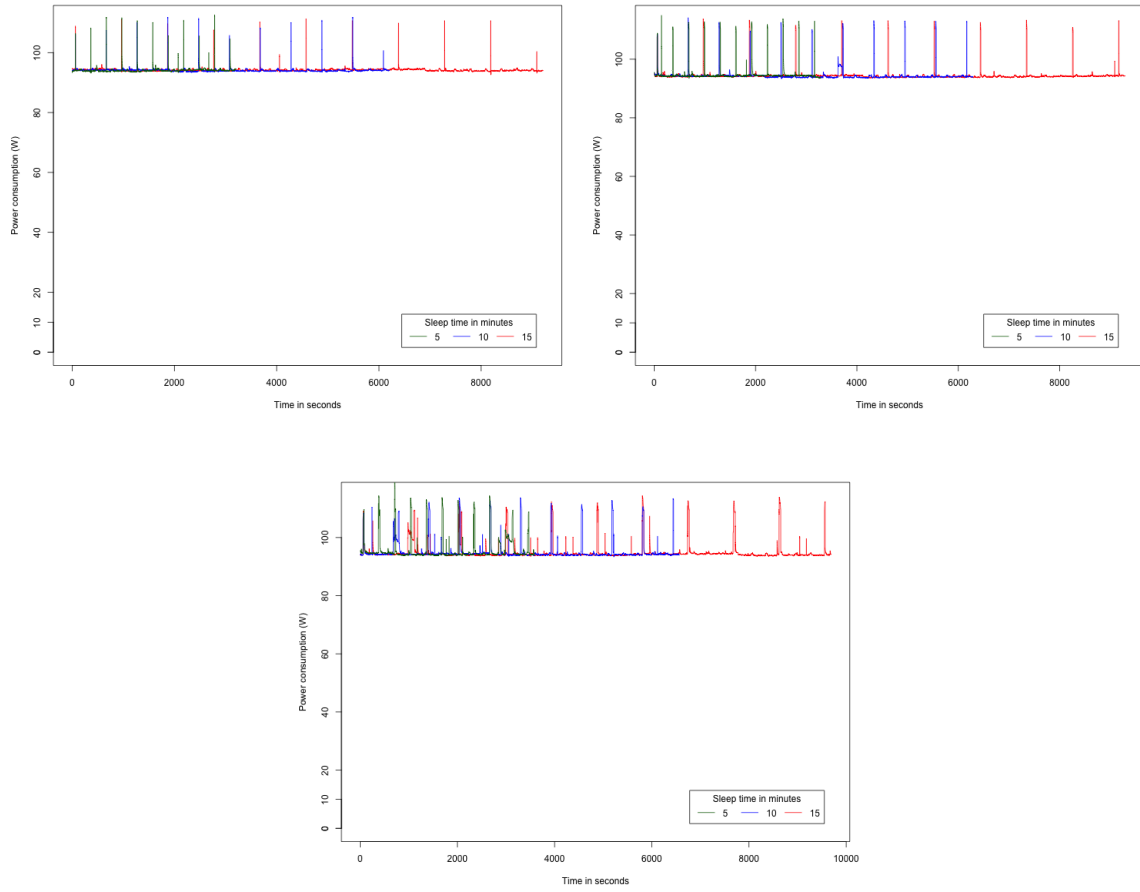 100
80
60
40
20
10
0
Power consumption (W)
Sleep time in minutes
5 10 15
0 2000 4000 6000 8000
Time in seconds
100
80
60
40
20
10
0
Power consumption (W)
Sleep time in minutes
5 10 15
0 2000 4000 6000 8000
Time in seconds
100
80
60
40
20
10
0
Power consumption (W)
Sleep time in minutes
5 10 15
0 2000 4000 6000 8000 10000
Time in seconds